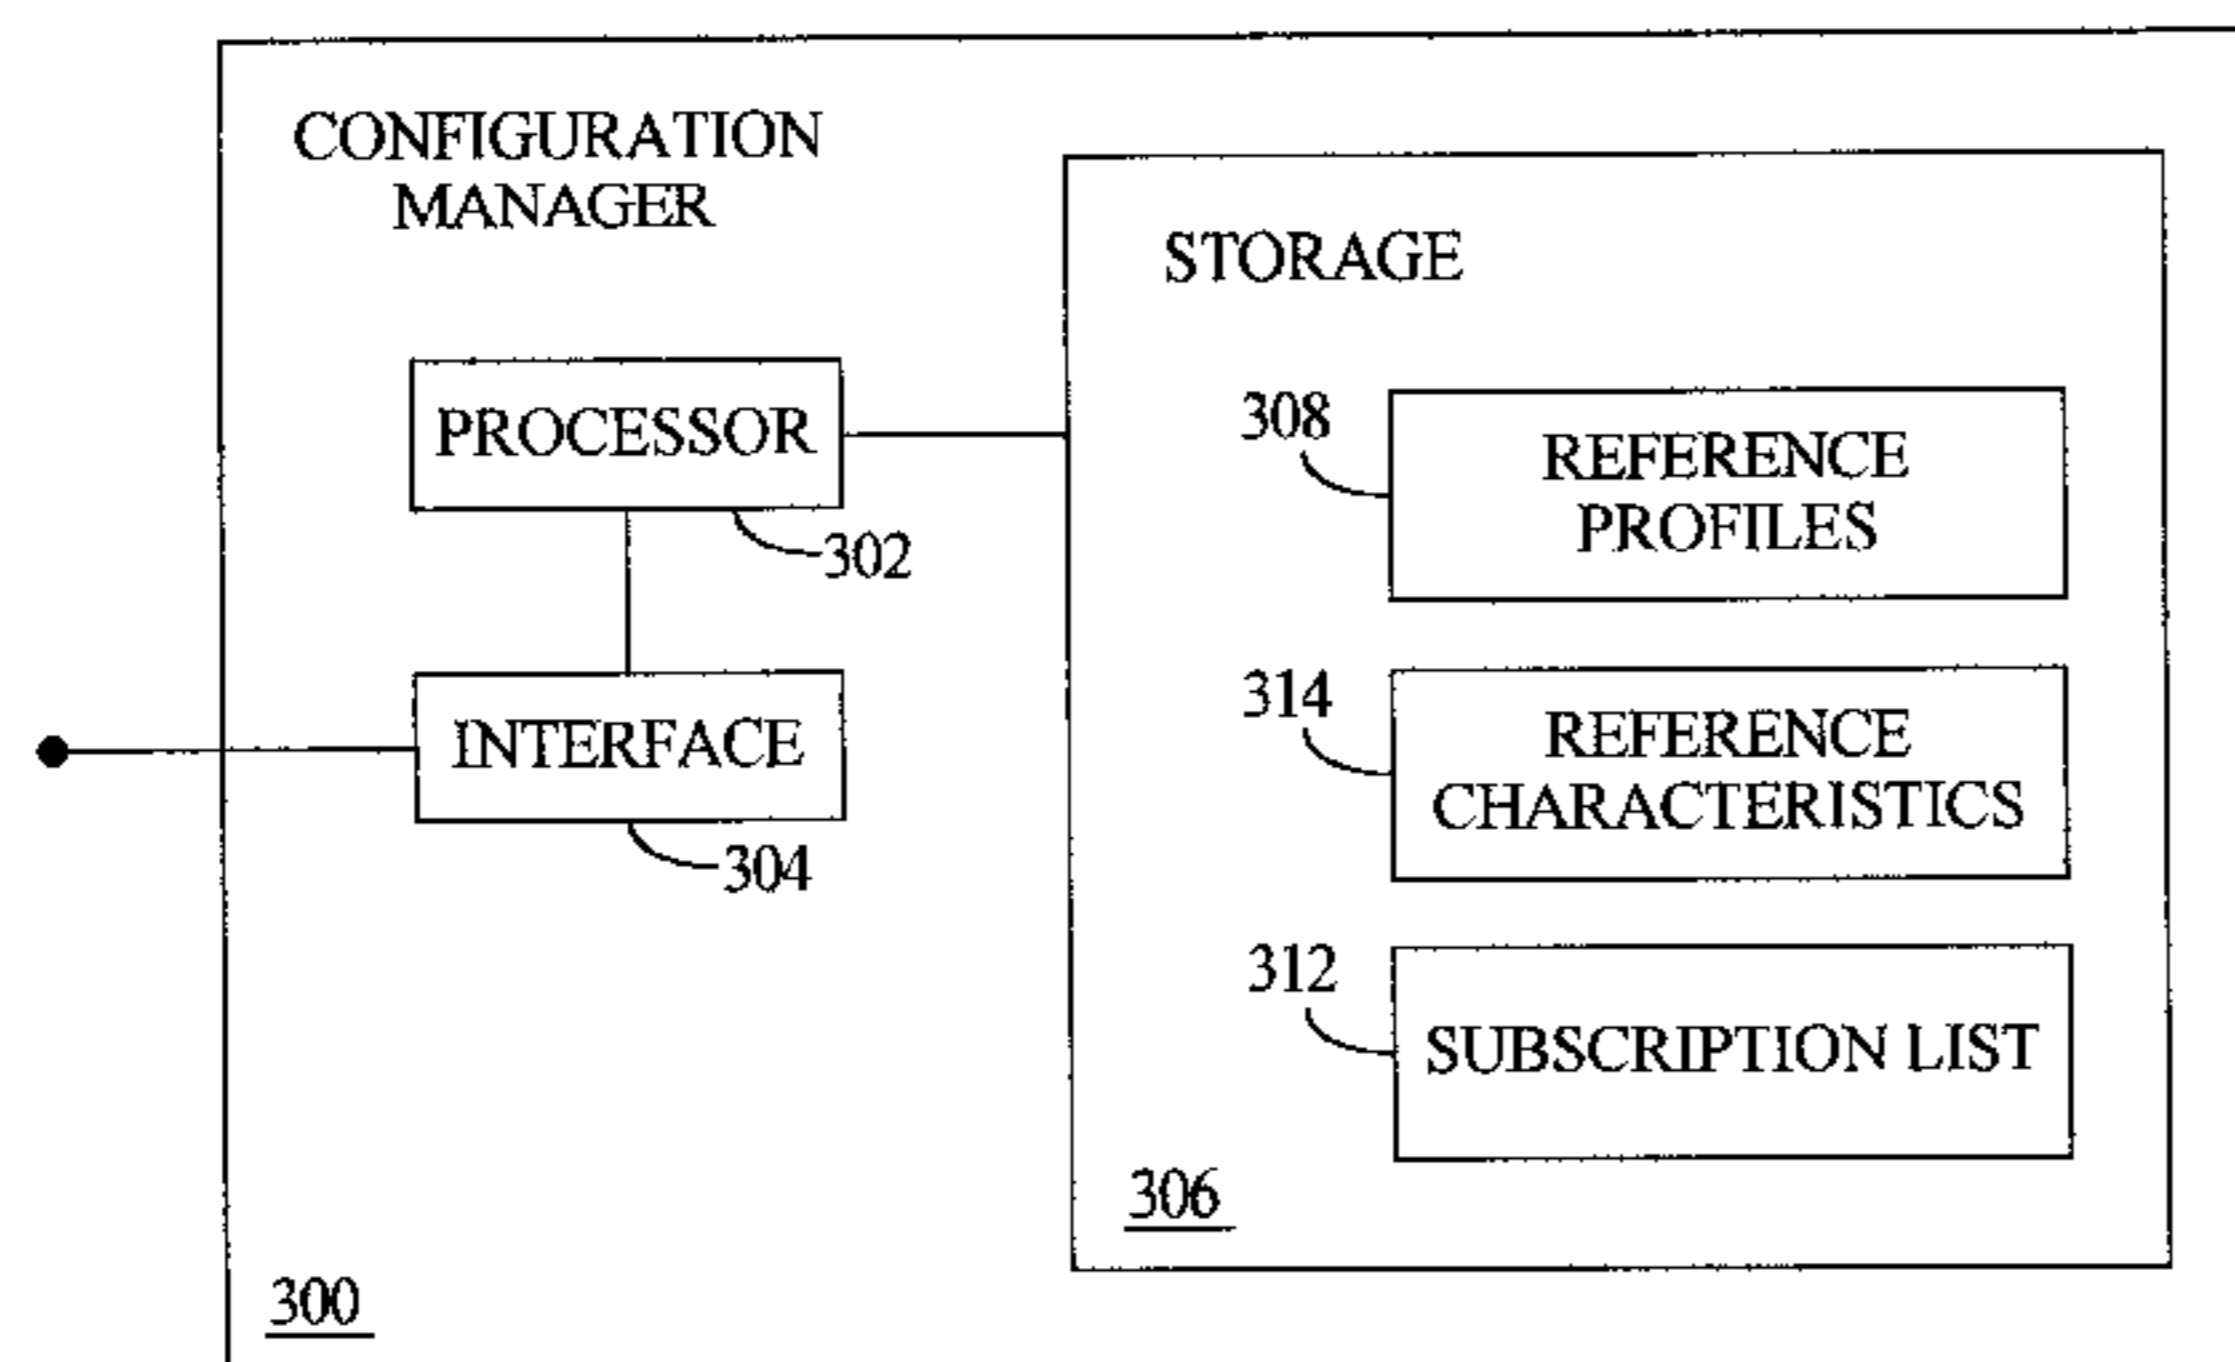 CONFIGURATION
MANAGER
STORAGE
PROCESSOR
302
INTERFACE
304
308
REFERENCE
PROFILES
314
REFERENCE
CHARACTERISTICS
312
SUBSCRIPTION LIST
306
300